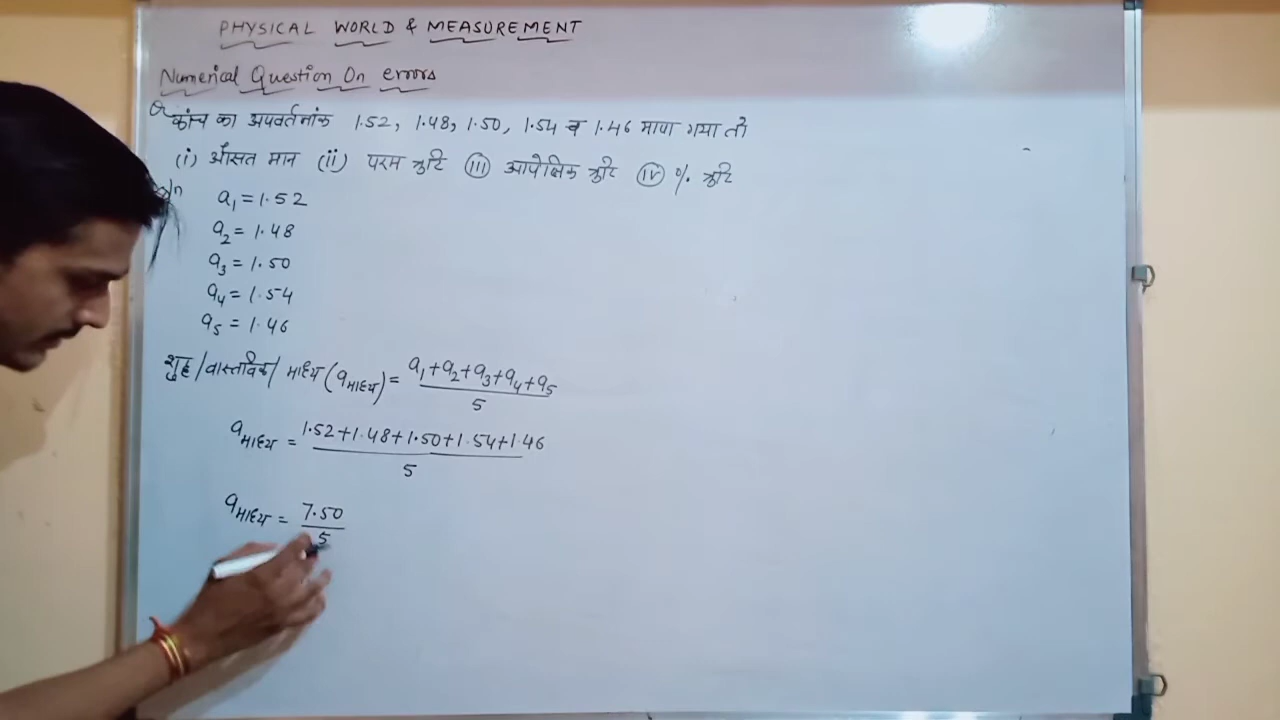 PHYSICAL WORLD & MEASUREMENT
Numerical Question On errors
Q कांच का अपवर्तनांक 1.52, 1.48, 1.50, 1.54 व 1.46 मापा गया तो
(i) औसत मान (ii) परम त्रुटि (III) आपेक्षिक त्रुटि (IV) % त्रुटि
a₁ = 1.52
a₂ = 1.48
a₃ = 1.50
a₄ = 1.54
a₅ = 1.46
शुद्ध/वास्तविक/माध्य (a माध्य) = a₁+a₂+a₃+a₄+a₅
5
a माध्य = 1.52+1.48+1.50+1.54+1.46
5
a माध्य = 7.50
5